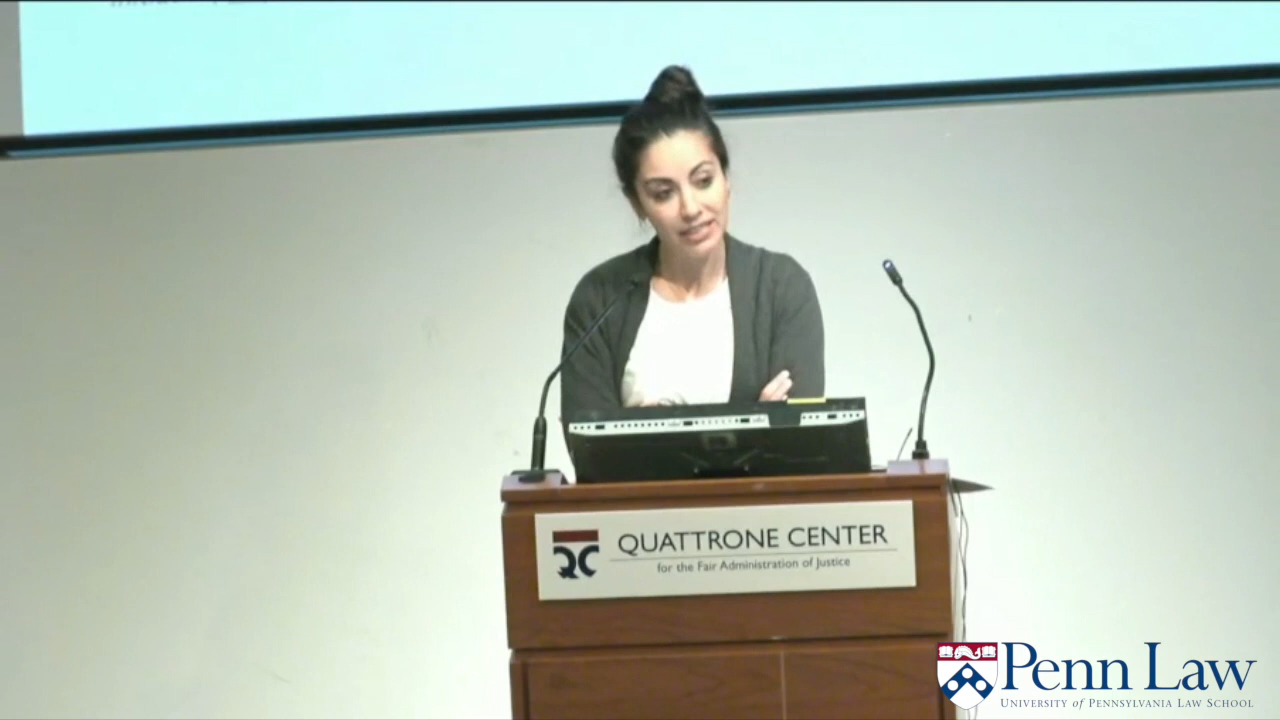 QC
QUATTRONE CENTER
for the Fair Administration of Justice
Penn Law
UNIVERSITY of PENNSYLVANIA LAW SCHOOL